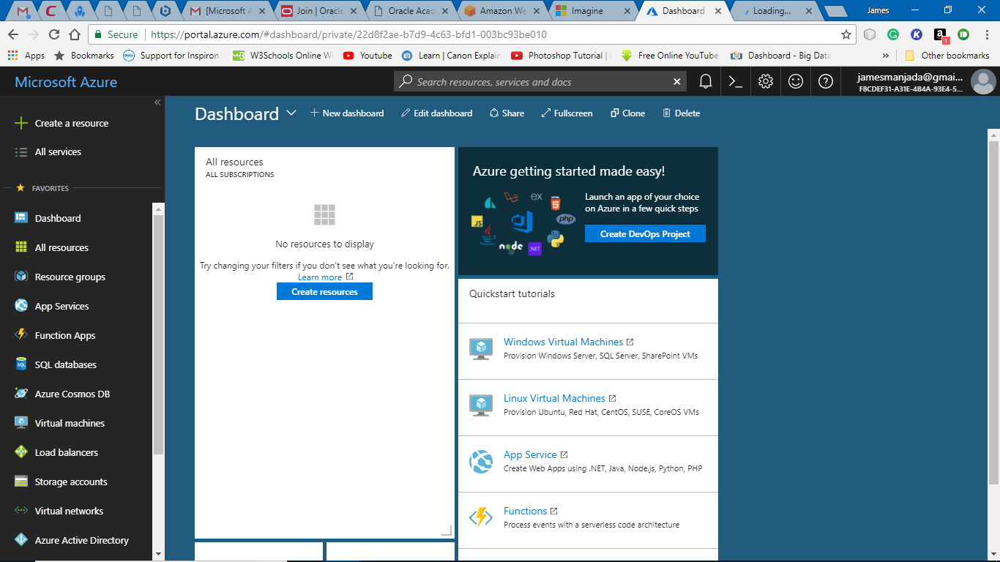 [Microsoft A
Join | Oracle
Oracle Acad
Amazon We
Imagine
Dashboard
Loading...
James
Secure
https://portal.azure.com/#dashboard/private/22d8f2ae-b7d9-4c63-bfd1-003bc93be010
1
Apps
Bookmarks
Support for Inspiron
W3Schools Online W
Youtube
Learn | Canon Explain
Photoshop Tutorial |
Free Online YouTube
Dashboard - Big Data
»
Other bookmarks
Microsoft Azure
Search resources, services and docs
jamesmanjada@gmai...
F8CDEF31-A31E-4B4A-93E4-5...
Create a resource
All services
FAVORITES
Dashboard
All resources
Resource groups
App Services
Function Apps
SQL databases
Azure Cosmos DB
Virtual machines
Load balancers
Storage accounts
Virtual networks
Azure Active Directory
Dashboard
New dashboard
Edit dashboard
Share
Fullscreen
Clone
Delete
All resources
ALL SUBSCRIPTIONS
No resources to display
Try changing your filters if you don't see what you're looking for.
Learn more
Create resources
Azure getting started made easy!
Launch an app of your choice
on Azure in a few quick steps
Create DevOps Project
EX
HTML
JS
php
node
.NET
Quickstart tutorials
Windows Virtual Machines
Provision Windows Server, SQL Server, SharePoint VMs
Linux Virtual Machines
Provision Ubuntu, Red Hat, CentOS, SUSE, CoreOS VMs
App Service
Create Web Apps using .NET, Java, Node.js, Python, PHP
Functions
Process events with a serverless code architecture